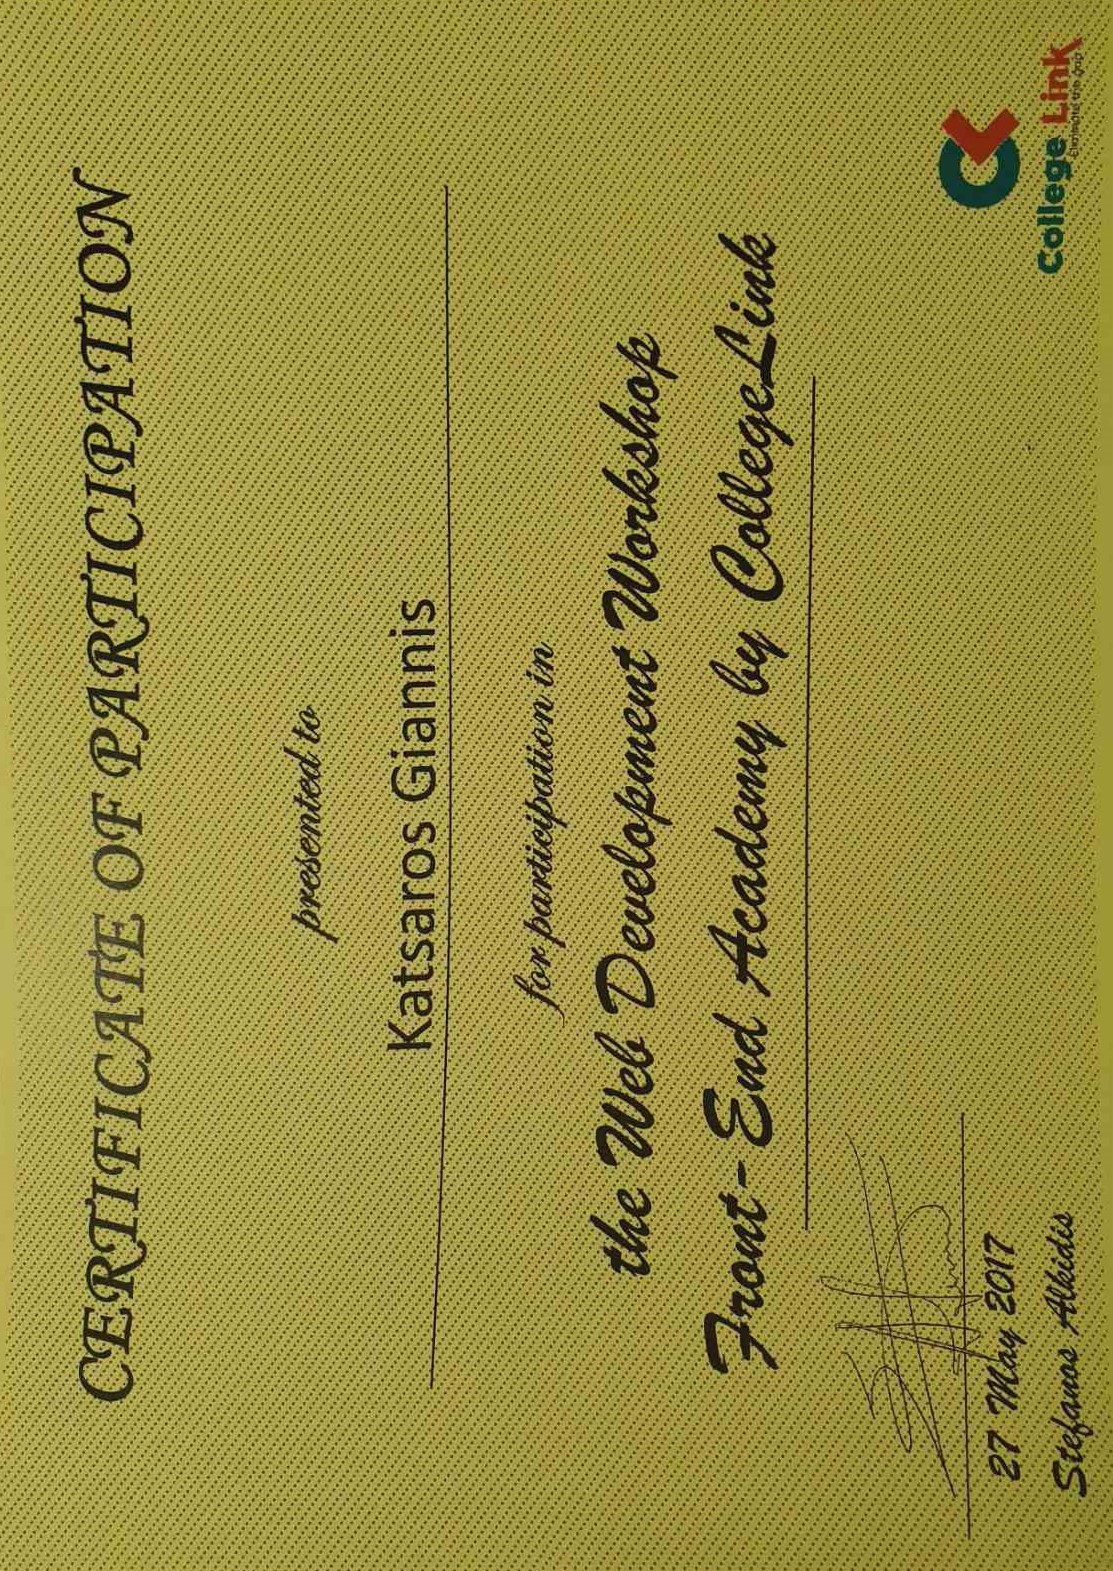 CERTIFICATE OF PARTICIPATION
presented to
Katsaros Giannis
for participation in
the Web Development Workshop
Front-End Academy by CollegeLink
27 May 2017
Stefanos Alkidis
College Link
Eliminate the gap